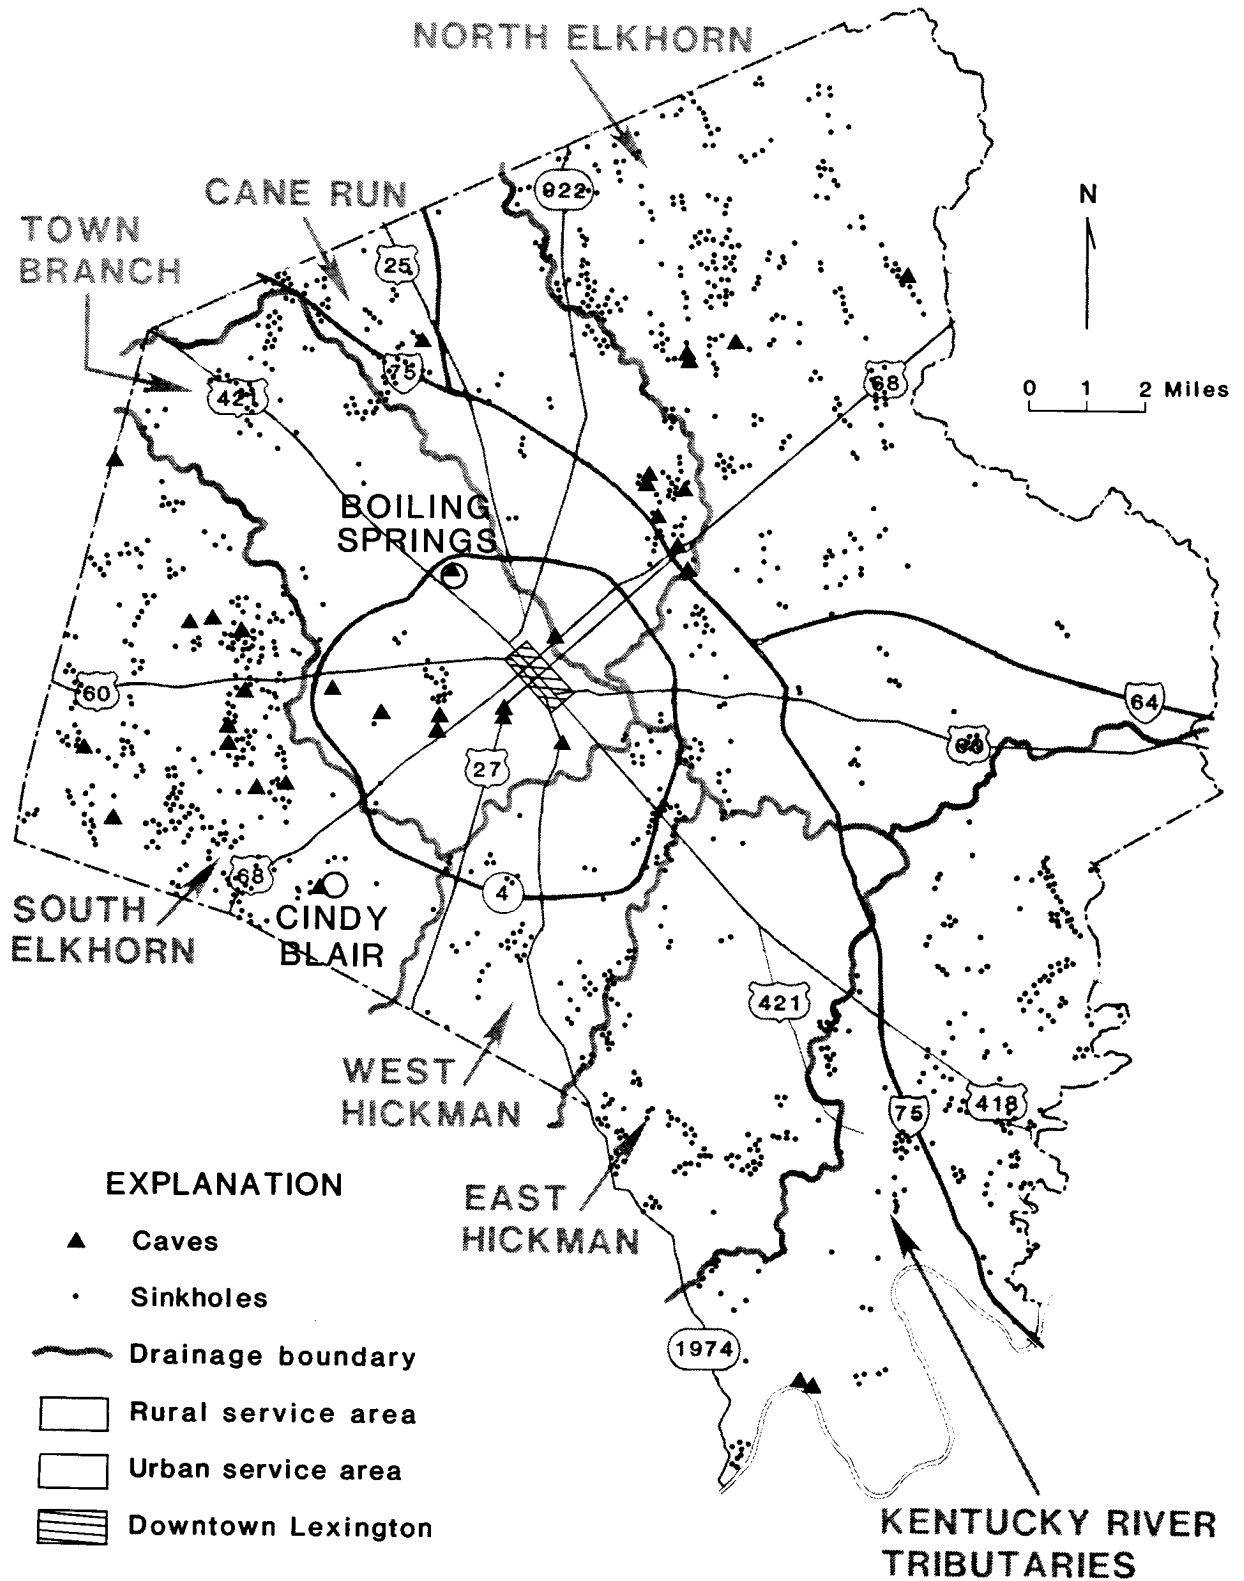 NORTH ELKHORN
CANE RUN
TOWN
BRANCH
922
25
N
75
421
68
0 1 2 Miles
BOILING
SPRINGS
60
64
60
27
68
4
SOUTH
ELKHORN
CINDY
BLAIR
421
WEST
HICKMAN
75
418
EAST
HICKMAN
1974
EXPLANATION
Caves
Sinkholes
Drainage boundary
Rural service area
Urban service area
Downtown Lexington
KENTUCKY RIVER
TRIBUTARIES